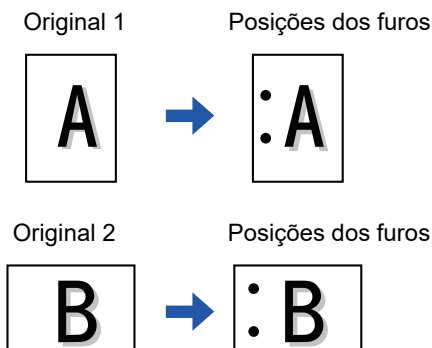 Original 1 Posições dos furos
A A
Original 2 Posições dos furos
B B